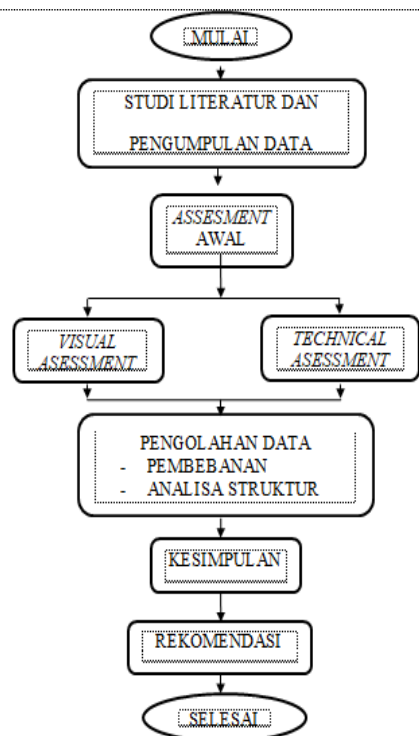 MULAI
STUDI LITERATUR DAN
PENGUMPULAN DATA
ASSESMENT
AWAL
VISUAL
ASESSMENT
TECHNICAL
ASESSMENT
PENGOLAHAN DATA
- PEMBEBANAN
- ANALISA STRUKTUR
KESIMPULAN
REKOMENDASI
SELESAI